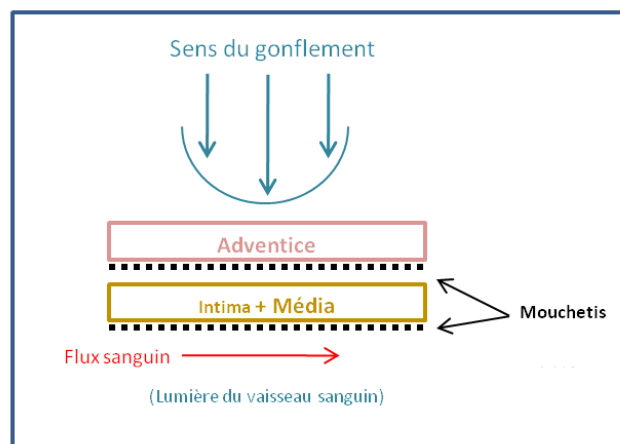 Sens du gonflement
Adventice
Intima + Média
Mouchetis
Flux sanguin
(Lumière du vaisseau sanguin)